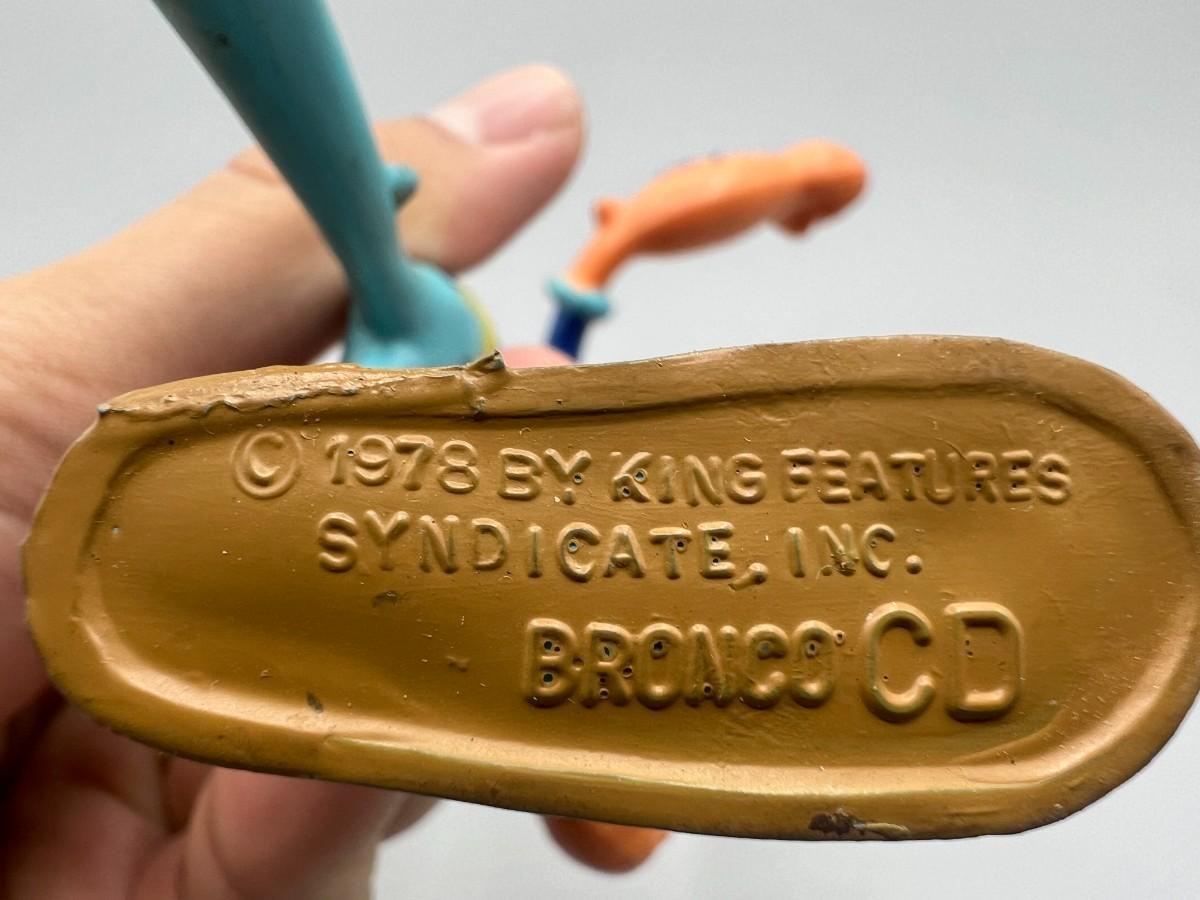 © 1978 BY KING FEATURES
SYNDICATE, INC.
BRONCO CD